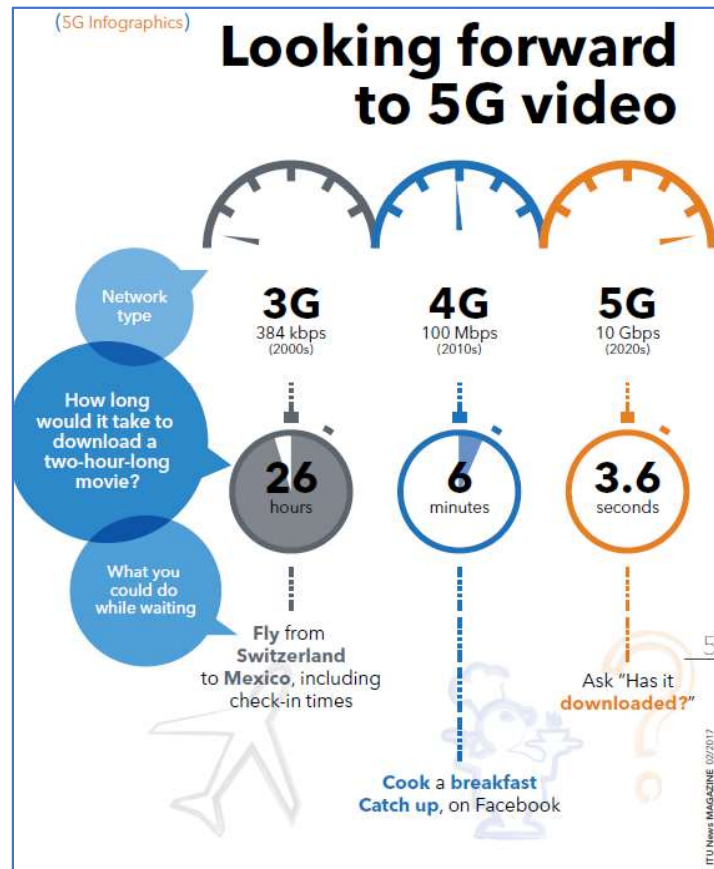 (5G Infographics)
Looking forward
to 5G video
Network
type
3G
384 kbps
(2000s)
4G
100 Mbps
(2010s)
5G
10 Gbps
(2020s)
How long
would it take to
download a
two-hour-long
movie?
26
hours
6
minutes
3.6
seconds
What you
could do
while waiting
Fly from
Switzerland
to Mexico, including
check-in times
Cook a breakfast
Catch up, on Facebook
Ask “Has it
downloaded?”
ITU News MAGAZINE 02/2017